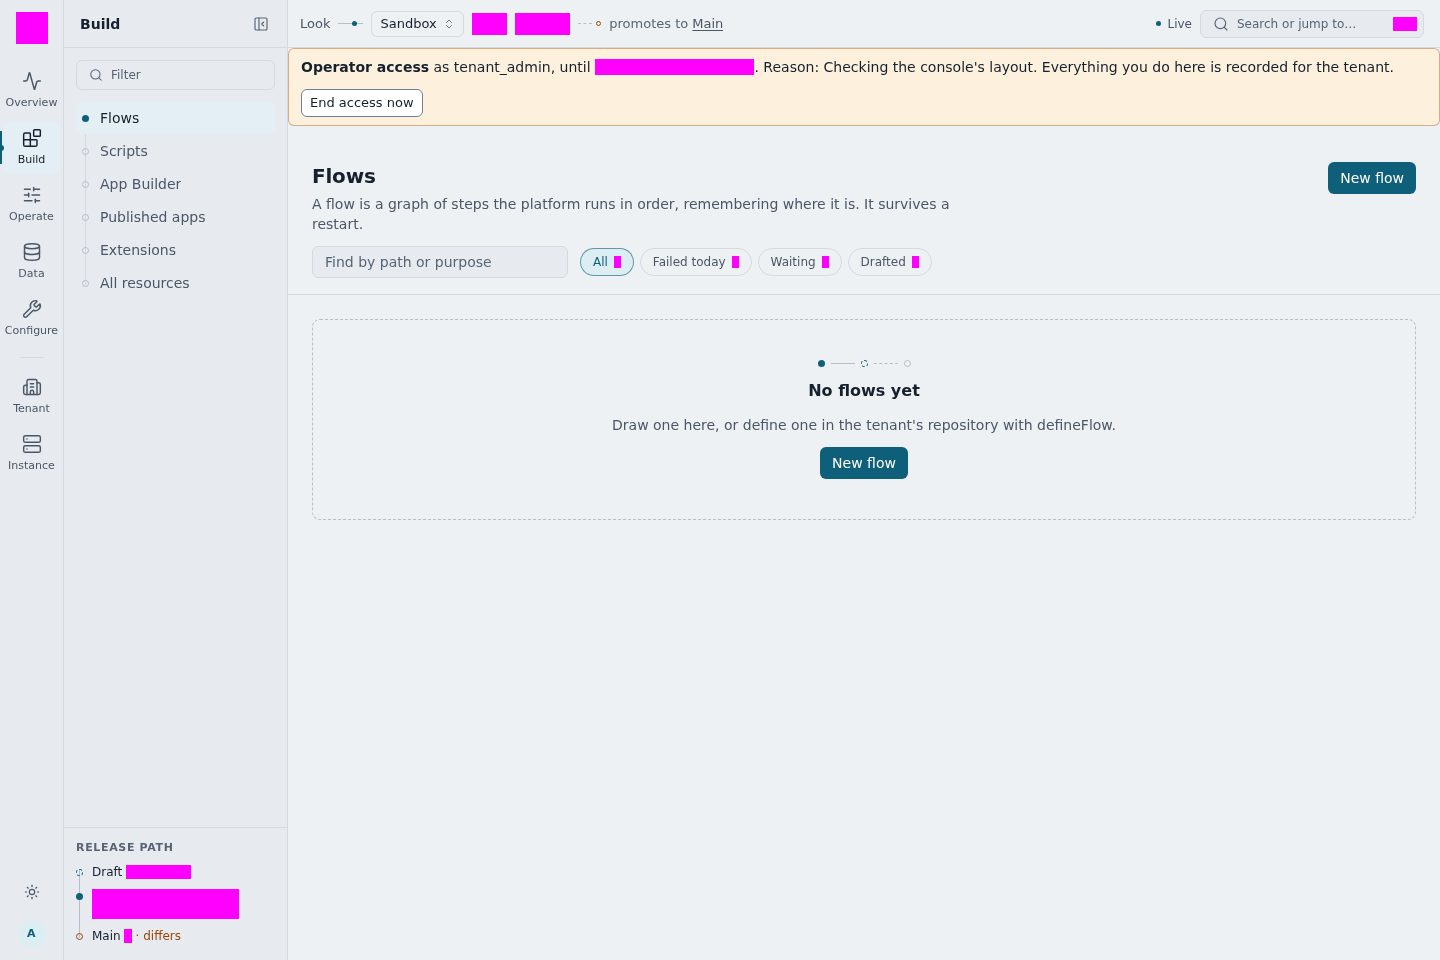 Build
Look
Sandbox
promotes to Main
Live
Search or jump to...
Operator access as tenant_admin, until
. Reason: Checking the console's layout. Everything you do here is recorded for the tenant.
End access now
Overview
Build
Operate
Data
Configure
Tenant
Instance
A
Filter
Flows
Scripts
App Builder
Published apps
Extensions
All resources
RELEASE PATH
Draft
Main · differs
Flows
New flow
A flow is a graph of steps the platform runs in order, remembering where it is. It survives a
restart.
Find by path or purpose
All
Failed today
Waiting
Drafted
No flows yet
Draw one here, or define one in the tenant's repository with defineFlow.
New flow